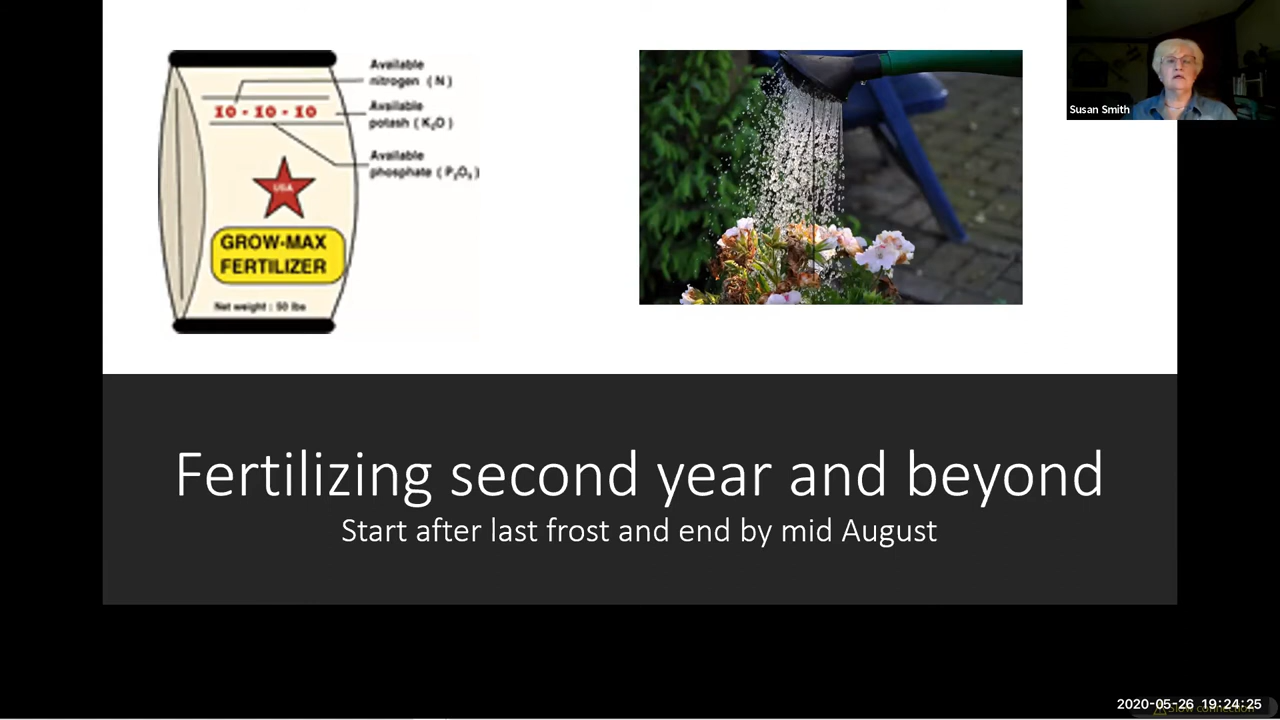 Available
nitrogen ( N )
10 - 10 - 10
Available
potash ( K₂O )
Available
phosphate ( P₂O₅ )
USA
GROW-MAX
FERTILIZER
Net weight : 50 lbs
Susan Smith
Fertilizing second year and beyond
Start after last frost and end by mid August
2020-05-26 19:24:25
Slow connection